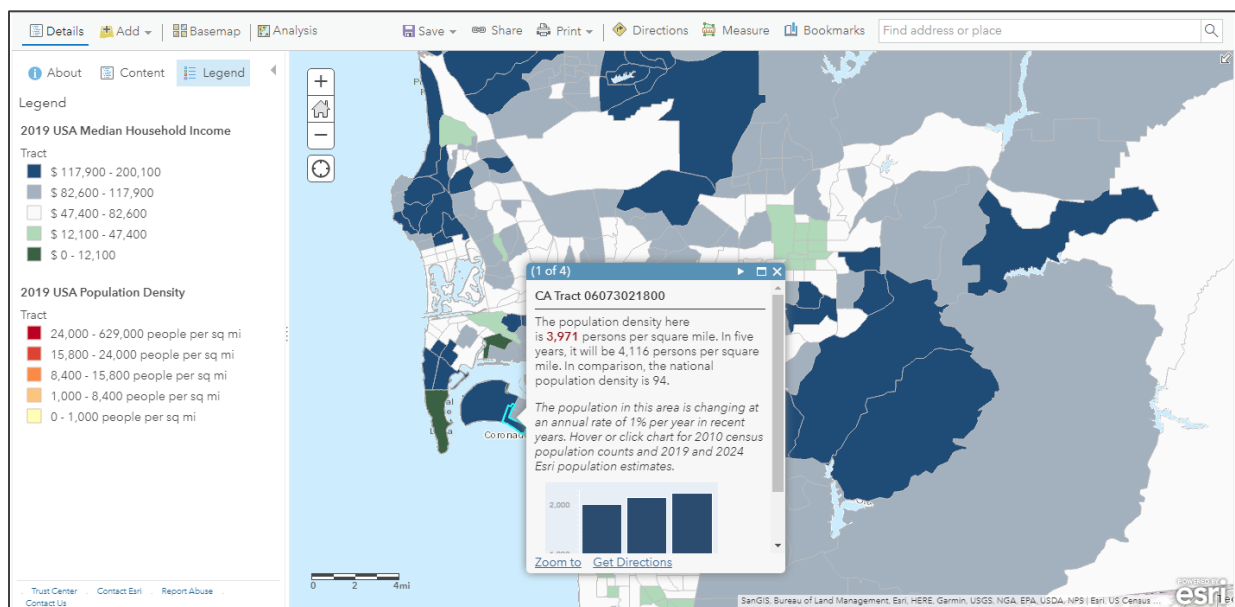 Details Add Basemap Analysis Save Share Print Directions Measure Bookmarks Find address or place
About Content Legend
Legend
2019 USA Median Household Income
Tract
$ 117,900 - 200,100
$ 82,600 - 117,900
$ 47,400 - 82,600
$ 12,100 - 47,400
$ 0 - 12,100
2019 USA Population Density
Tract
24,000 - 629,000 people per sq mi
15,800 - 24,000 people per sq mi
8,400 - 15,800 people per sq mi
1,000 - 8,400 people per sq mi
0 - 1,000 people per sq mi
Trust Center Contact Esri Report Abuse
Contact Us
+
−
(1 of 4)
CA Tract 06073021800
The population density here
is 3,971 persons per square mile. In five
years, it will be 4,116 persons per square
mile. In comparison, the national
population density is 94.
The population in this area is changing at
an annual rate of 1% per year in recent
years. Hover or click chart for 2010 census
population counts and 2019 and 2024
Esri population estimates.
2,000
Zoom to Get Directions
Coronad
0 2 4mi
SanGIS, Bureau of Land Management, Esri, HERE, Garmin, USGS, NGA, EPA, USDA, NPS | Esri, US Census ...
POWERED BY
esri